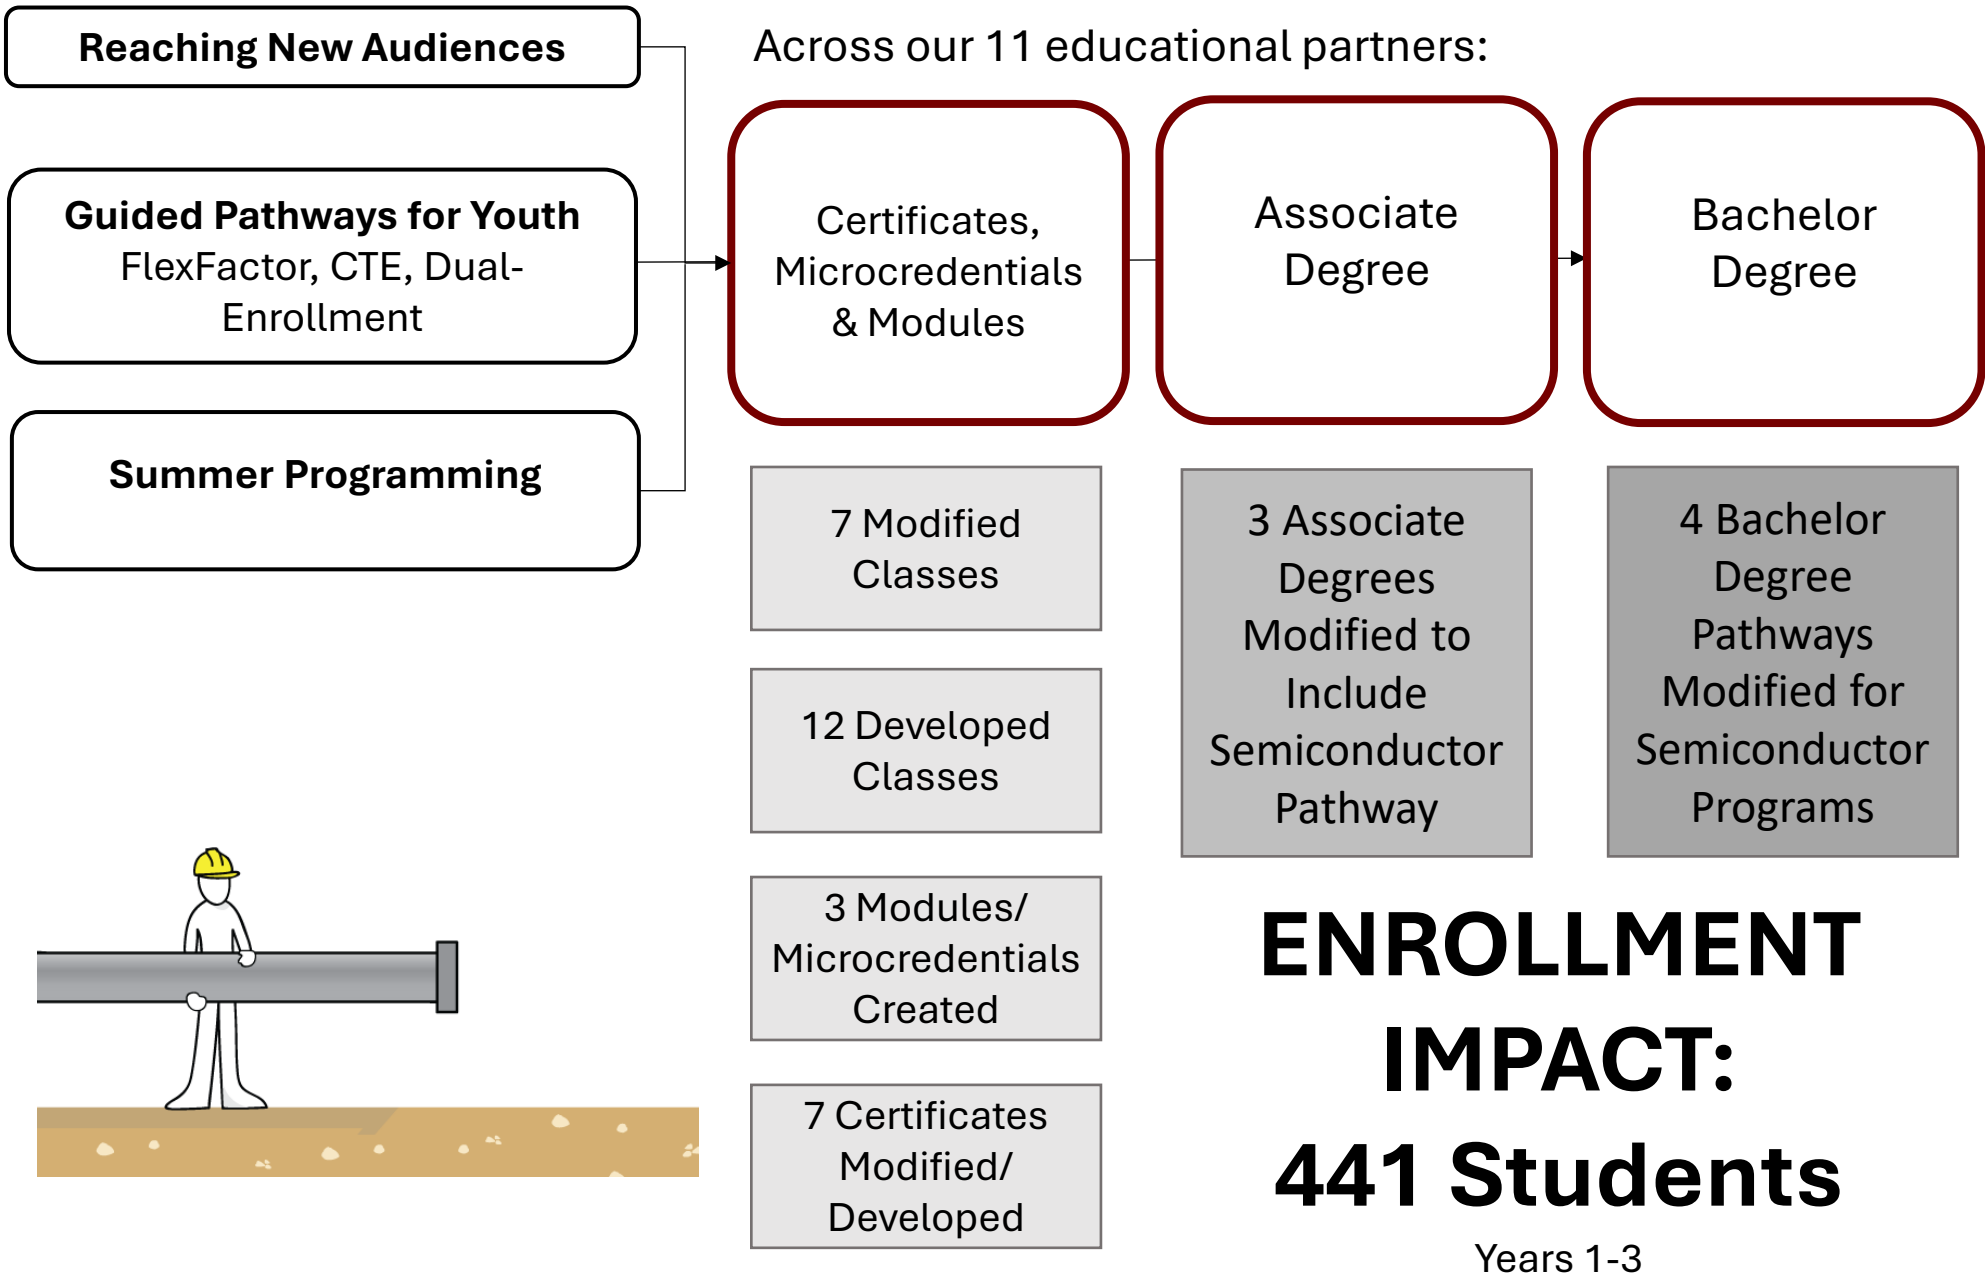 Reaching New Audiences
Guided Pathways for Youth
FlexFactor, CTE, Dual-
Enrollment
Summer Programming
Across our 11 educational partners:
Certificates,
Microcredentials
& Modules
Associate
Degree
Bachelor
Degree
7 Modified
Classes
12 Developed
Classes
3 Modules/
Microcredentials
Created
7 Certificates
Modified/
Developed
3 Associate
Degrees
Modified to
Include
Semiconductor
Pathway
4 Bachelor
Degree
Pathways
Modified for
Semiconductor
Programs
ENROLLMENT
IMPACT:
441 Students
Years 1-3